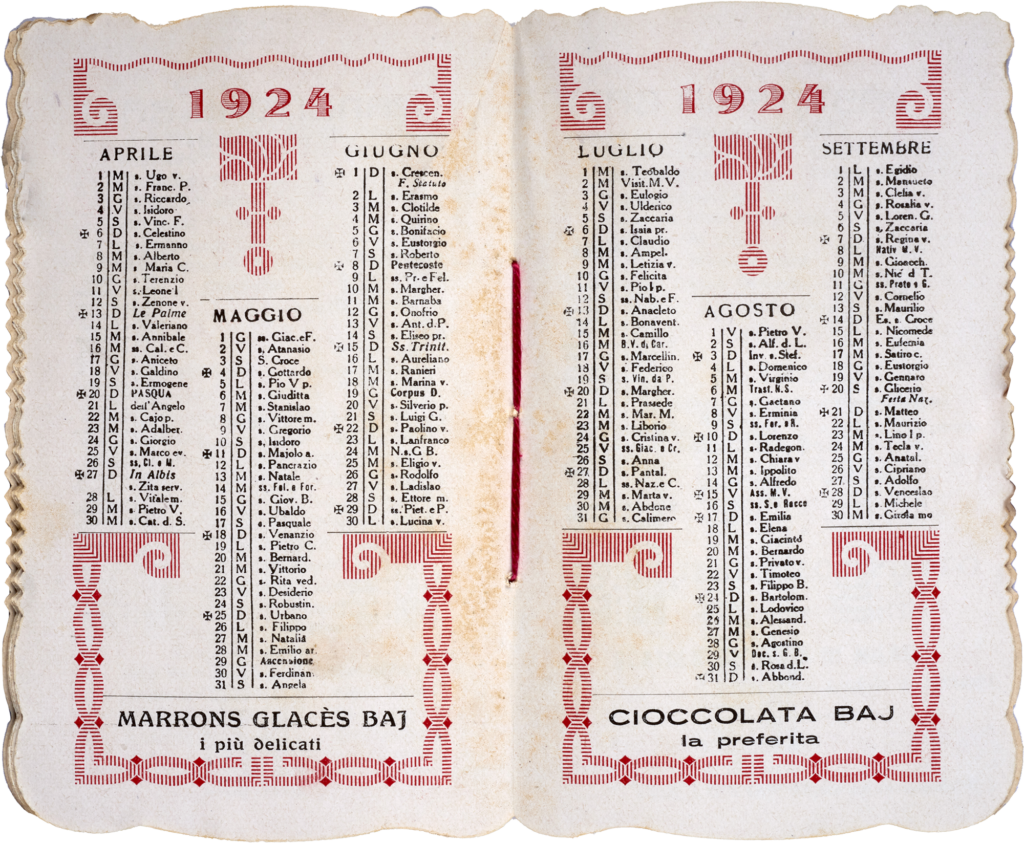 1924
APRILE
1 M s. Ugo v.
2 M s. Franc. P.
3 G s. Riccardo
4 V s. Isidoro
5 S s. Vinc. F.
✠ 6 D s. Celestino
7 L s. Ermanno
8 M s. Alberto
9 M s. Maria C.
10 G s. Terenzio
11 V s. Leone I
12 S s. Zenone v.
✠ 13 D Le Palme
14 L s. Valeriano
15 M s. Annibale
16 M ss. Cal. e C.
17 G s. Aniceto
18 V s. Galdino
19 S s. Ermogene
✠ 20 D PASQUA
21 L dell'Angelo
22 M s. Cajo p.
23 M s. Adalber.
24 G s. Giorgio
25 V s. Marco ev.
26 S ss. Cl. e M.
✠ 27 D In Albis
s. Zita serv.
28 L s. Vitale m.
29 M s. Pietro V.
30 M s. Cat. d. S.
MAGGIO
1 G ss. Giac. e F.
2 V s. Atanasio
3 S S. Croce
✠ 4 D s. Gottardo
5 L s. Pio V p.
6 M s. Giuditta
7 M s. Stanislao
8 G s. Vittore m.
9 V s. Gregorio
10 S s. Isidoro
✠ 11 D s. Majolo a.
12 L s. Pancrazio
13 M s. Natale
14 M ss. Fel. e For.
15 G s. Giov. B.
16 V s. Ubaldo
17 S s. Pasquale
✠ 18 D s. Venanzio
19 L s. Pietro C.
20 M s. Bernard.
21 M s. Vittorio
22 G s. Rita ved.
23 V s. Desiderio
24 S s. Robustin.
✠ 25 D s. Urbano
26 L s. Filippo
27 M s. Natalia
28 M s. Emilio ar.
29 G Ascensione
30 V s. Ferdinan.
31 S s. Angela
GIUGNO
✠ 1 D s. Crescen.
F. Statuto
2 L s. Erasmo
3 M s. Clotilde
4 M s. Quirino
5 G s. Bonifacio
6 V s. Eustorgio
7 S s. Roberto
✠ 8 D Pentecoste
9 L ss. Pr. e Fel.
10 M s. Margher.
11 M s. Barnaba
12 G s. Onofrio
13 V s. Ant. d. P.
14 S s. Eliseo pr.
✠ 15 D Ss. Trinit.
16 L s. Aureliano
17 M s. Ranieri
18 M s. Marina v.
19 G Corpus D.
20 V s. Silverio p.
21 S s. Luigi G.
✠ 22 D s. Paolino v.
23 L s. Lanfranco
24 M N. s. G B.
25 M s. Eligio v.
26 G s. Rodolfo
27 V s. Ladislao
28 S s. Ettore m.
✠ 29 D ss. Piet. e P.
30 L s. Lucina v.
MARRONS GLACÈS BAJ
i più delicati
1924
LUGLIO
1 M s. Teobaldo
2 M Visit. M. V.
3 G s. Eulogio
4 V s. Ulderico
5 S s. Zaccaria
✠ 6 D s. Isaia pr.
7 L s. Claudio
8 M s. Ampel.
9 M s. Letizia v.
10 G s. Felicita
11 V s. Pio I p.
12 S ss. Nab. e F.
✠ 13 D s. Anacleto
14 L s. Bonavent.
15 M s. Camillo
16 M B. V. d. Car.
17 G s. Marcellin.
18 V s. Federico
19 S s. Vin. da P.
✠ 20 D s. Margher.
21 L s. Prassede
22 M s. Mar. M.
23 M s. Liborio
24 G s. Cristina v.
25 V ss. Giac. e Cr.
26 S s. Anna
✠ 27 D s. Pantal.
28 L ss. Naz. e C.
29 M s. Marta v.
30 M s. Abdone
31 G s. Calimero
AGOSTO
1 V s. Pietro V.
2 S s. Alf. d. L.
✠ 3 D Inv s. Stef.
4 L s. Domenico
5 M s. Virginio
6 M Trast. N. S.
7 G s. Gaetano
8 V s. Erminia
9 S ss. Fer. e R.
✠ 10 D s. Lorenzo
11 L s. Radegon.
12 M s. Chiara v
13 M s. Ippolito
14 G s. Alfredo
✠ 15 V Ass. M. V.
16 S ss. S. e Rocco
✠ 17 D s. Emilia
18 L s. Elena
19 M s. Giacinto
20 M s. Bernardo
21 G s. Privato v.
22 V s. Timoteo
23 S s. Filippo B.
✠ 24 D s. Bartolom.
25 L s. Lodovico
26 M s. Alessand.
27 M s. Genesio
28 G s. Agostino
29 V Dec. s. G. B.
30 S s. Rosa d. L.
✠ 31 D s. Abbond.
SETTEMBRE
1 L s. Egidio
2 M s. Mansueto
3 M s. Clelia v.
4 G s. Rosalia v.
5 V s. Loren. G.
6 S s. Zaccaria
✠ 7 D s. Regina v.
8 L Nativ M. V.
9 M s. Gioacch.
10 M s. Nic. d T.
11 G ss. Proto e G.
12 V s. Cornelio
13 S s. Maurilio
✠ 14 D Es. s. Croce
15 L s. Nicomede
16 M s. Eufemia
17 M s. Satiro c.
18 G s. Eustorgio
19 V s. Gennaro
✠ 20 S s. Glicerio
Festa Naz.
✠ 21 D s. Matteo
22 L s. Maurizio
23 M s. Lino I p.
24 M s. Tecla v.
25 G s. Anatal.
26 V s. Cipriano
27 S s. Adolfo
✠ 28 D s. Venceslao
29 L s. Michele
30 M s. Girolamo
CIOCCOLATA BAJ
la preferita